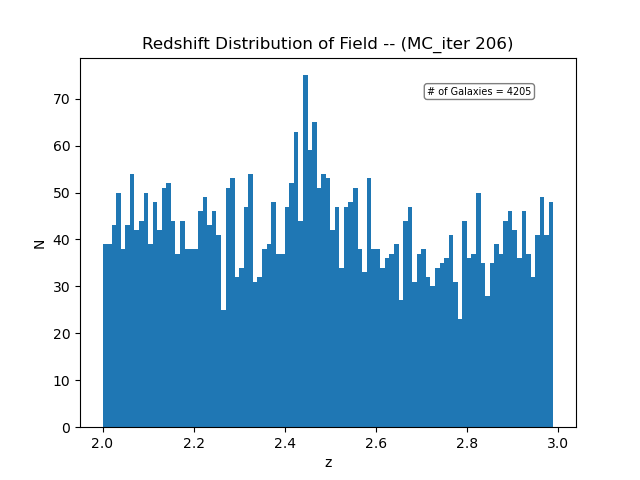 Redshift Distribution of Field -- (MC_iter 206)
# of Galaxies = 4205
70
60
50
40
30
20
10
0
N
2.0 2.2 2.4 2.6 2.8 3.0
z